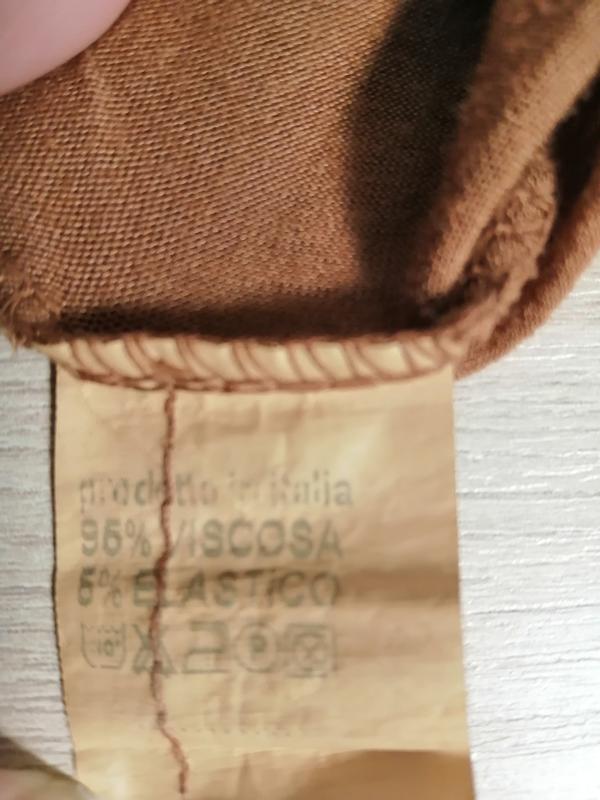 prodotto in italia
95% VISCOSA
5% ELASTICO